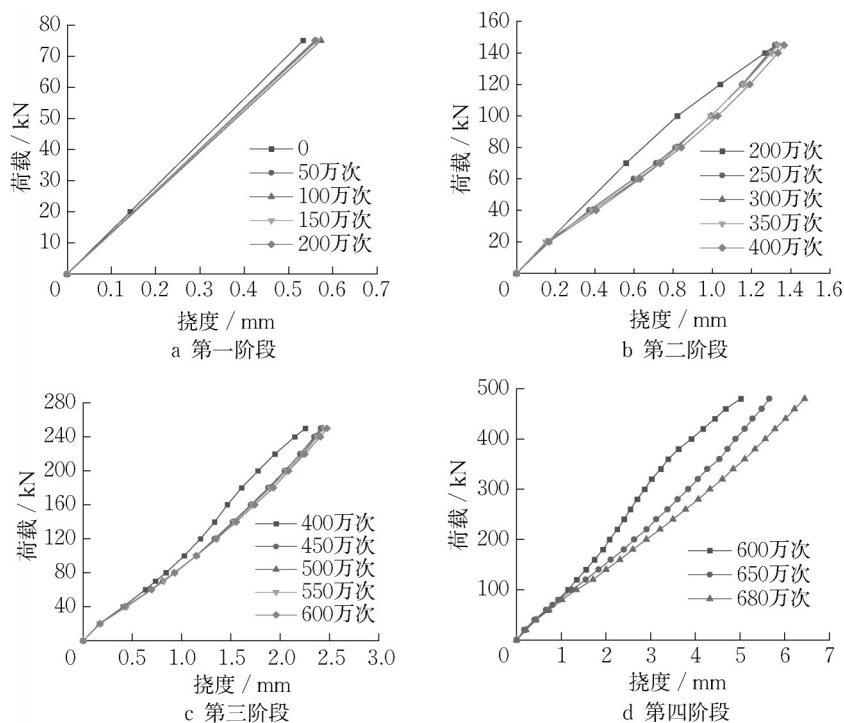 80
70
60
50
40
30
20
10
0
0.1 0.2 0.3 0.4 0.5 0.6 0.7
荷载 / kN
挠度 / mm
0
50万次
100万次
150万次
200万次
a 第一阶段
160
140
120
100
80
60
40
20
0
0.2 0.4 0.6 0.8 1.0 1.2 1.4 1.6
荷载 / kN
挠度 / mm
200万次
250万次
300万次
350万次
400万次
b 第二阶段
280
240
200
160
120
80
40
0
0.5 1.0 1.5 2.0 2.5 3.0
荷载 / kN
挠度 / mm
400万次
450万次
500万次
550万次
600万次
c 第三阶段
500
400
300
200
100
0
1 2 3 4 5 6 7
荷载 / kN
挠度 / mm
600万次
650万次
680万次
d 第四阶段